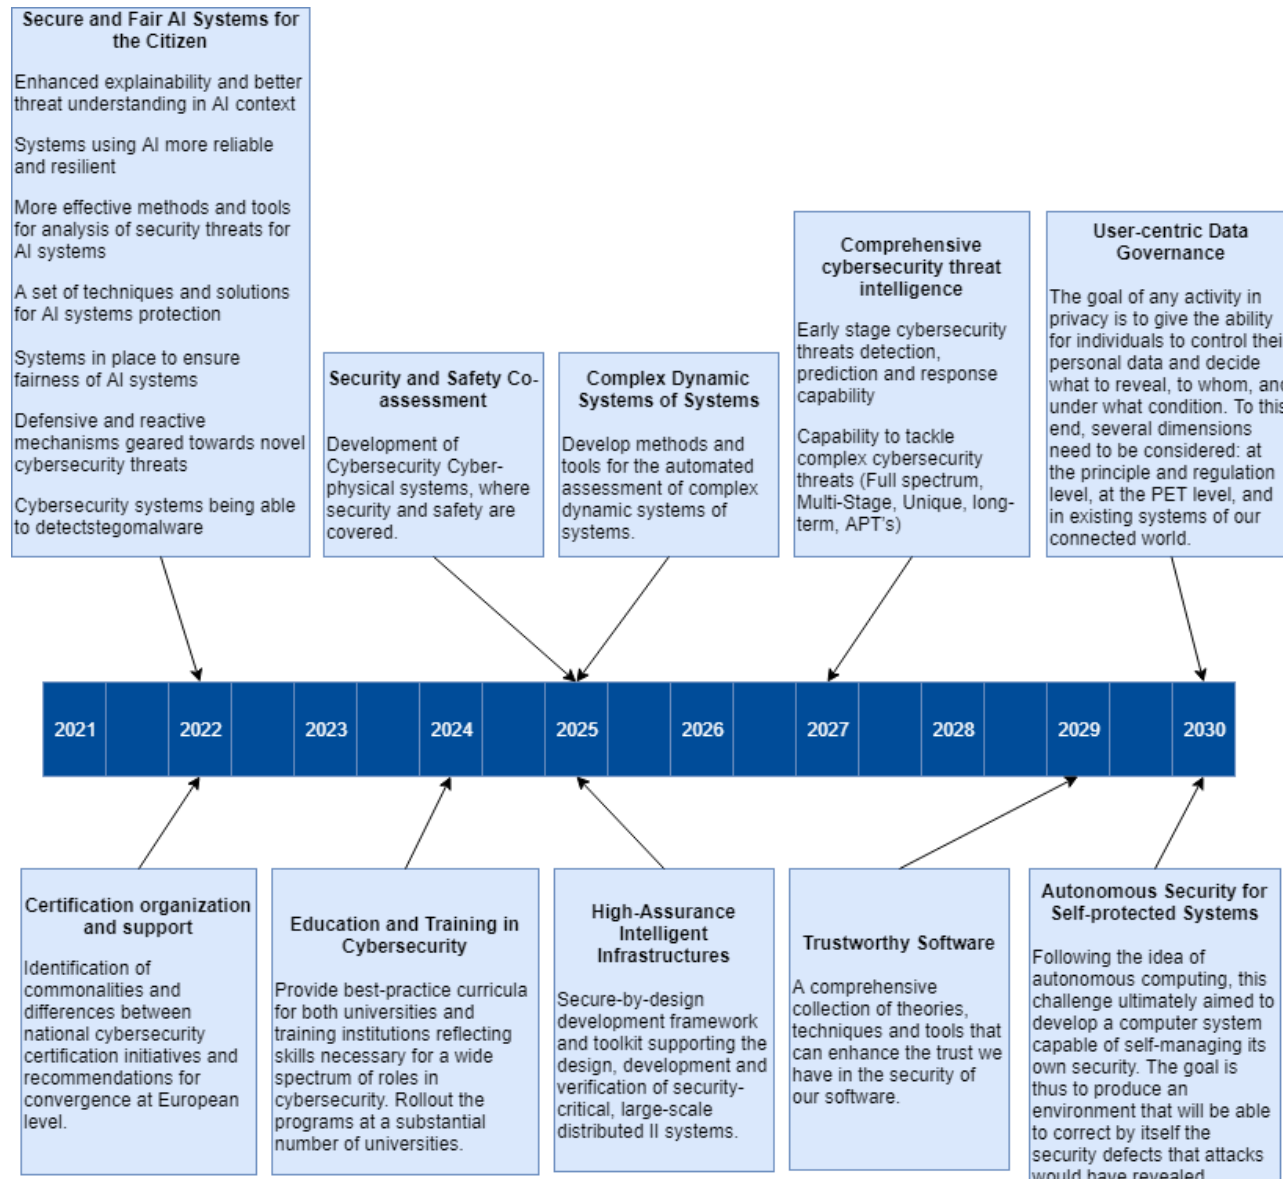 Secure and Fair AI Systems for
the Citizen
Enhanced explainability and better
threat understanding in AI context
Systems using AI more reliable
and resilient
More effective methods and tools
for analysis of security threats for
AI systems
A set of techniques and solutions
for AI systems protection
Systems in place to ensure
fairness of AI systems
Defensive and reactive
mechanisms geared towards novel
cybersecurity threats
Cybersecurity systems being able
to detectstegomalware
Security and Safety Co-
assessment
Development of
Cybersecurity Cyber-
physical systems, where
security and safety are
covered.
Complex Dynamic
Systems of Systems
Develop methods and
tools for the automated
assessment of complex
dynamic systems of
systems.
Comprehensive
cybersecurity threat
intelligence
Early stage cybersecurity
threats detection,
prediction and response
capability
Capability to tackle
complex cybersecurity
threats (Full spectrum,
Multi-Stage, Unique, long-
term, APT's)
User-centric Data
Governance
The goal of any activity in
privacy is to give the ability
for individuals to control thei
personal data and decide
what to reveal, to whom, and
under what condition. To this
end, several dimensions
need to be considered: at
the principle and regulation
level, at the PET level, and
in existing systems of our
connected world.
2021 2022 2023 2024 2025 2026 2027 2028 2029 2030
Certification organization
and support
Identification of
commonalities and
differences between
national cybersecurity
certification initiatives and
recommendations for
convergence at European
level.
Education and Training in
Cybersecurity
Provide best-practice curricula
for both universities and
training institutions reflecting
skills necessary for a wide
spectrum of roles in
cybersecurity. Rollout the
programs at a substantial
number of universities.
High-Assurance
Intelligent
Infrastructures
Secure-by-design
development framework
and toolkit supporting the
design, development and
verification of security-
critical, large-scale
distributed II systems.
Trustworthy Software
A comprehensive
collection of theories,
techniques and tools that
can enhance the trust we
have in the security of
our software.
Autonomous Security for
Self-protected Systems
Following the idea of
autonomous computing, this
challenge ultimately aimed to
develop a computer system
capable of self-managing its
own security. The goal is
thus to produce an
environment that will be able
to correct by itself the
security defects that attacks
would have revealed